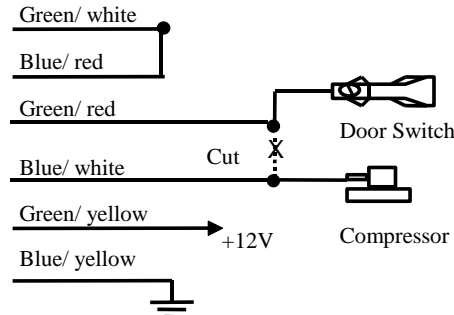 Green/ white
Blue/ red
Green/ red
Door Switch
Cut
Blue/ white
Green/ yellow
+12V
Compressor
Blue/ yellow